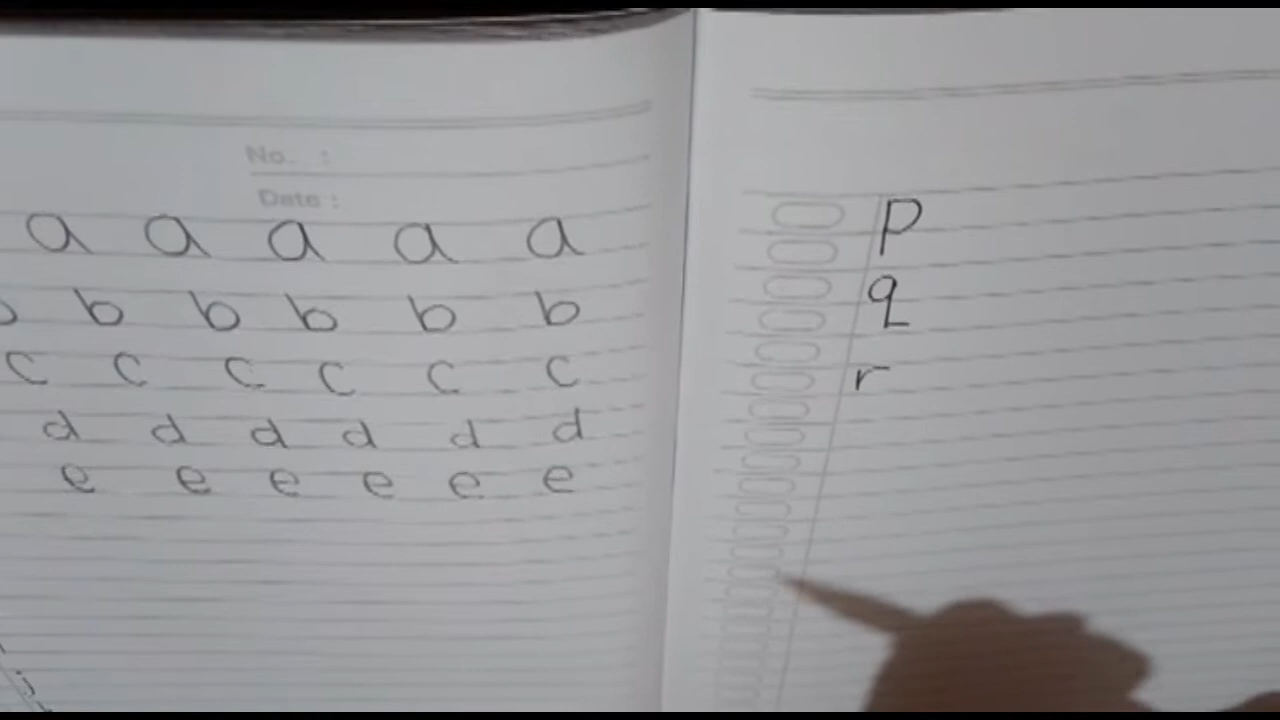 No. :
Date :
a a a a a
b b b b b
c c c c c c
d d d d d d
e e e e e e
p
q
r